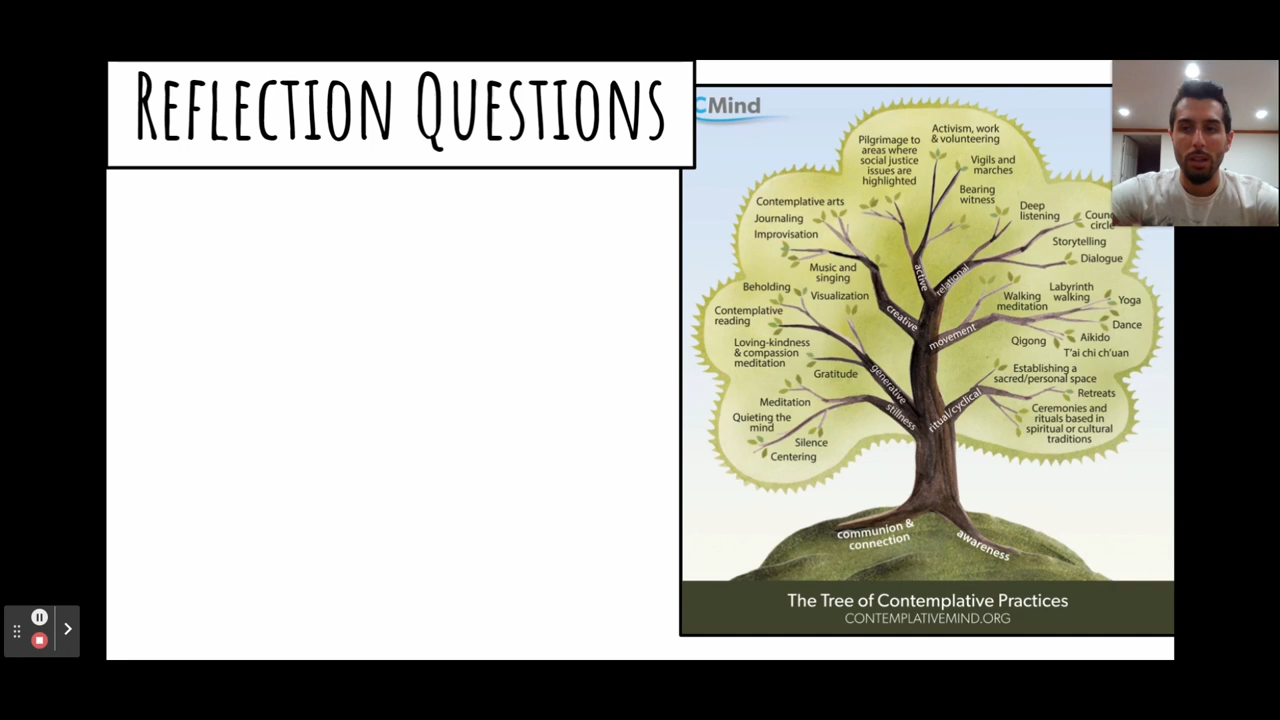 Reflection Questions
CMind
Activism, work
& volunteering
Pilgrimage to
areas where
social justice
issues are
highlighted
Vigils and
marches
Bearing
witness
Contemplative arts
Journaling
Improvisation
Deep
listening
circle
Storytelling
Dialogue
Music and
singing
active
relational
Beholding
Visualization
Contemplative
reading
creative
movement
Walking
meditation
Labyrinth
walking
Yoga
Dance
Aikido
Qigong
T'ai chi ch'uan
Loving-kindness
& compassion
meditation
Gratitude
generative
Establishing a
sacred/personal space
Retreats
Meditation
Quieting the
mind
Silence
Centering
stillness
ritual/cyclical
Ceremonies and
rituals based in
spiritual or cultural
traditions
communion &
connection
awareness
The Tree of Contemplative Practices
CONTEMPLATIVEMIND.ORG